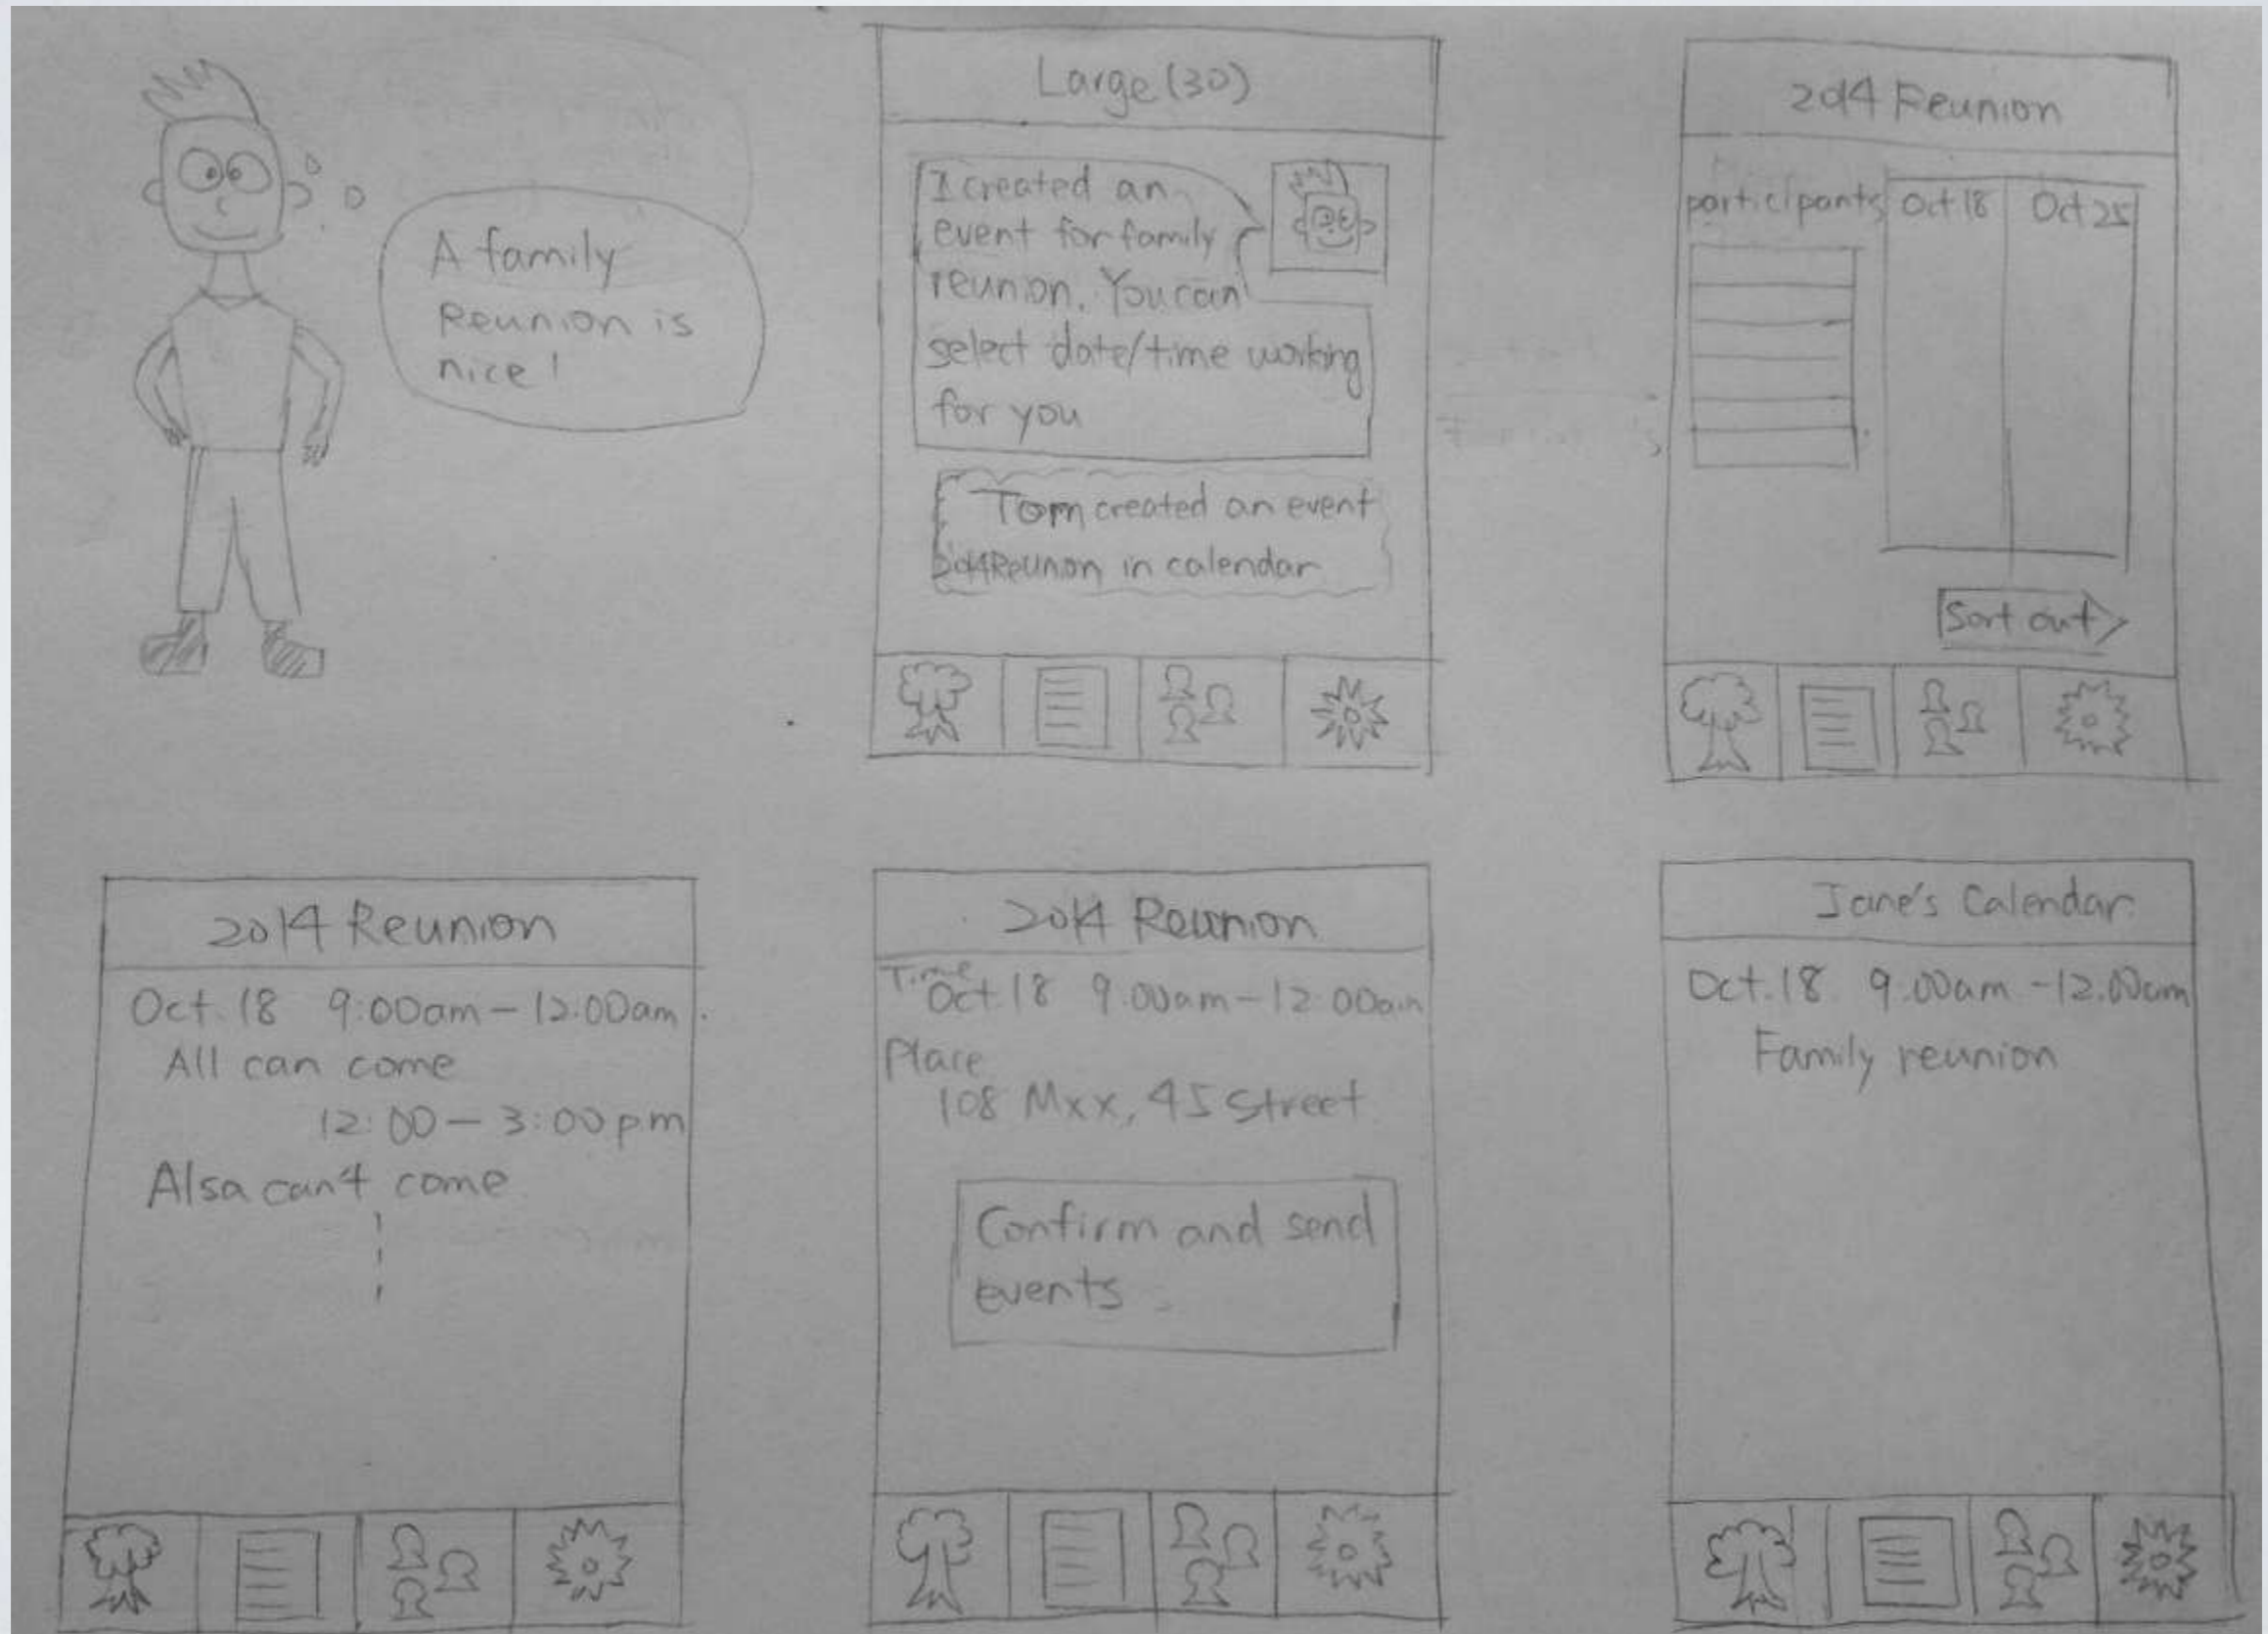 A family
Reunion is
nice!
Large (30)
I created an
event for family
reunion. You can
select date/time working
for you
Tom created an event
2014Reunion in calendar
2014 Reunion
participants Oct 18 Oct 25
Sort out
2014 Reunion
Oct. 18 9:00am - 12.00am
All can come
12:00 - 3:00pm
Alsa can't come
2014 Reunion
Time
Oct 18 9.00am - 12:00am
Place
108 Mxx, 45 Street
Confirm and send
events
Jane's Calendar
Oct. 18 9.00am - 12.00am
Family reunion